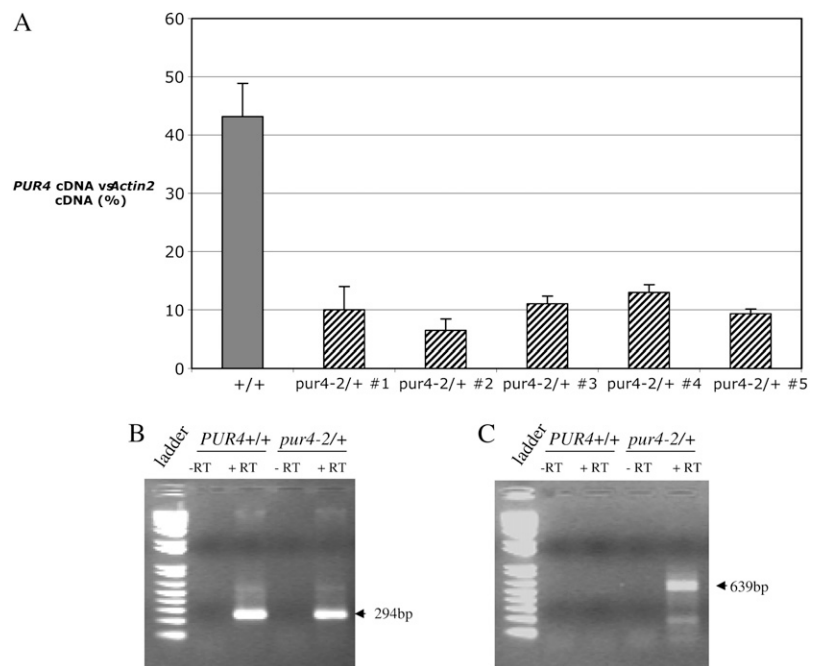 A
60
50
40
30
20
10
0
PUR4 cDNA vsActin2
cDNA (%)
+/+ pur4-2/+ #1 pur4-2/+ #2 pur4-2/+ #3 pur4-2/+ #4 pur4-2/+ #5
B
ladder
PUR4+/+ pur4-2/+
-RT + RT - RT + RT
294bp
C
ladder
PUR4+/+ pur4-2/+
-RT + RT - RT + RT
639bp